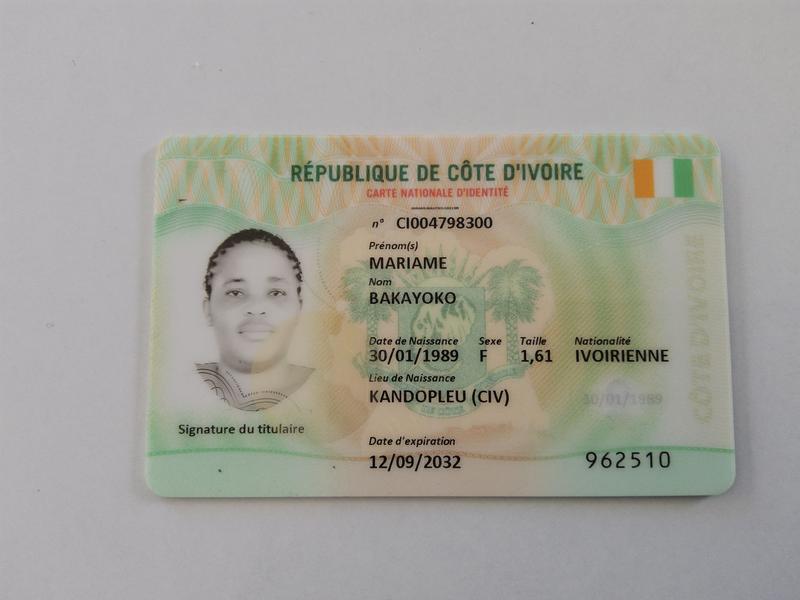 RÉPUBLIQUE DE CÔTE D'IVOIRE
CARTE NATIONALE D'IDENTITÉ
n° CI004798300
Prénom(s)
MARIAME
Nom
BAKAYOKO
Date de Naissance Sexe Taille Nationalité
30/01/1989 F 1,61 IVOIRIENNE
Lieu de Naissance
KANDOPLEU (CIV)
30/01/1989
CÔTE D'IVOIRE
Signature du titulaire
Date d'expiration
12/09/2032
962510